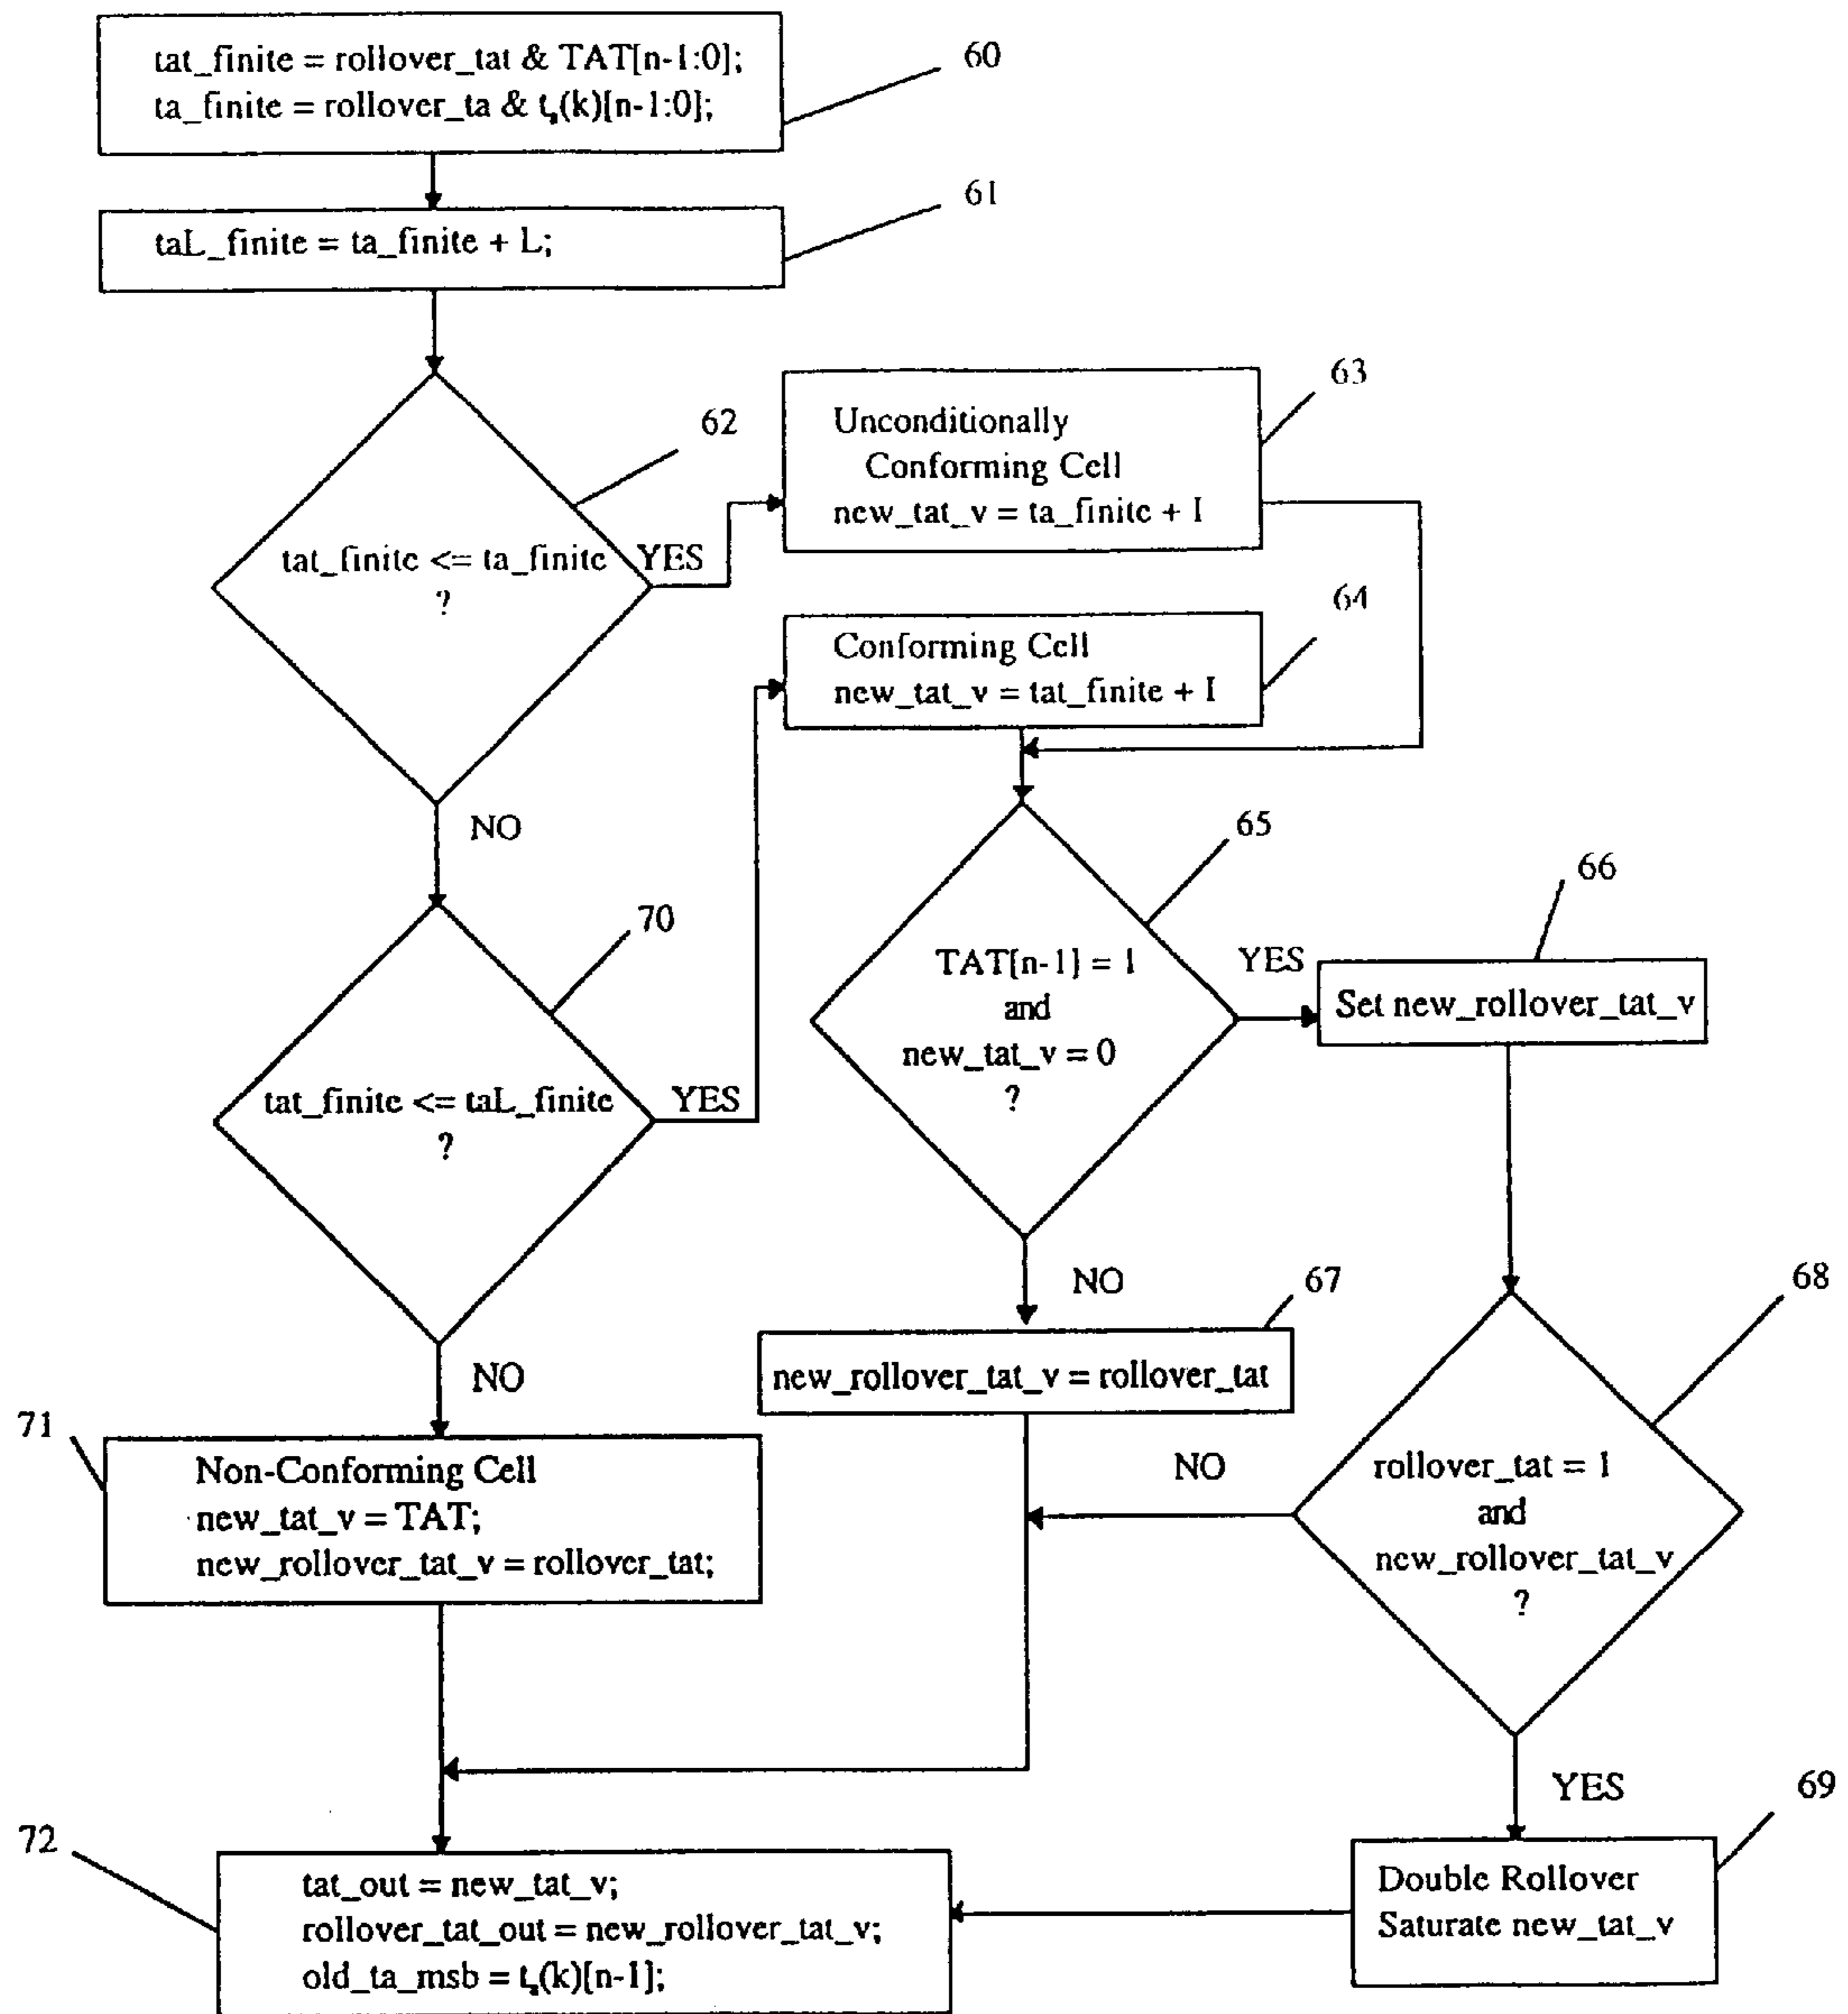 tat_finite = rollover_tat & TAT[n-1:0];
ta_finite = rollover_ta & tₐ(k)[n-1:0];
60
taL_finite = ta_finite + L;
61
tat_finite <= ta_finite
?
62
YES
NO
Unconditionally
Conforming Cell
new_tat_v = ta_finite + I
63
Conforming Cell
new_tat_v = tat_finite + I
64
TAT[n-1] = 1
and
new_tat_v = 0
?
65
YES
NO
Set new_rollover_tat_v
66
tat_finite <= taL_finite
?
70
YES
NO
new_rollover_tat_v = rollover_tat
67
rollover_tat = 1
and
new_rollover_tat_v
?
68
NO
YES
71
Non-Conforming Cell
new_tat_v = TAT;
new_rollover_tat_v = rollover_tat;
Double Rollover
Saturate new_tat_v
69
72
tat_out = new_tat_v;
rollover_tat_out = new_rollover_tat_v;
old_ta_msb = tₐ(k)[n-1];